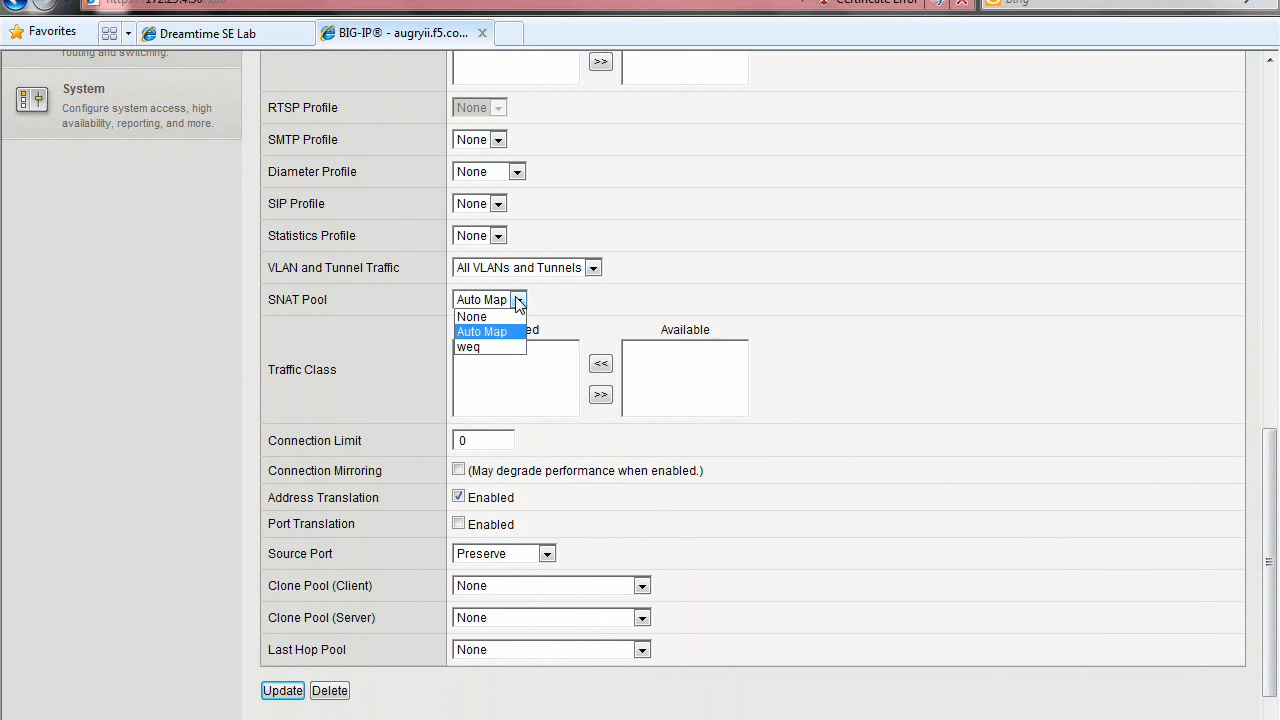 Certificate Error
Bing
Favorites
Dreamtime SE Lab
BIG-IP® - augryii.f5.co...
routing and switching.
System
Configure system access, high
availability, reporting, and more.
>>
RTSP Profile
None
SMTP Profile
None
Diameter Profile
None
SIP Profile
None
Statistics Profile
None
VLAN and Tunnel Traffic
All VLANs and Tunnels
SNAT Pool
Auto Map
None
Auto Map
weq
Available
Traffic Class
<<
>>
Connection Limit
0
Connection Mirroring
(May degrade performance when enabled.)
Address Translation
Enabled
Port Translation
Enabled
Source Port
Preserve
Clone Pool (Client)
None
Clone Pool (Server)
None
Last Hop Pool
None
Update
Delete